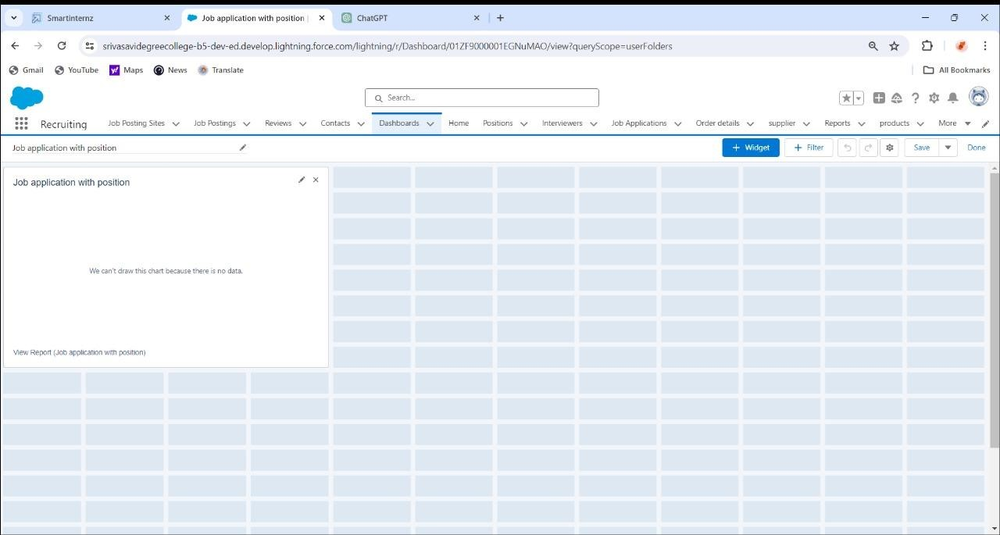 Smartinternz
Job application with position |
ChatGPT
srivasavidegreecollege-b5-dev-ed.develop.lightning.force.com/lightning/r/Dashboard/01ZF9000001EGNuMAO/view?queryScope=userFolders
Gmail YouTube Maps News Translate All Bookmarks
Search...
Recruiting Job Posting Sites Job Postings Reviews Contacts Dashboards Home Positions Interviewers Job Applications Order details supplier Reports products More
Job application with position + Widget + Filter Save Done
Job application with position
We can't draw this chart because there is no data.
View Report (Job application with position)